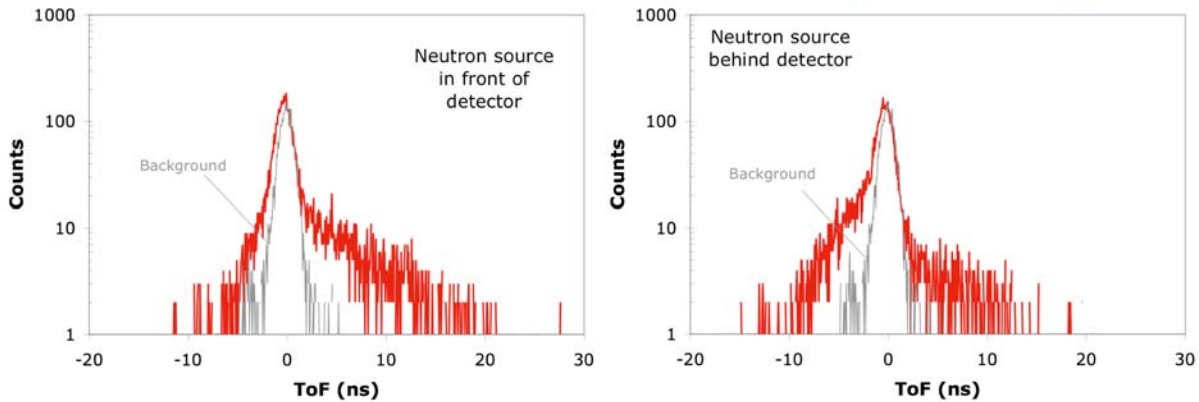 1000
100
10
1
Counts
-20
-10
0
10
20
30
ToF (ns)
Neutron source
in front of
detector
Background
1000
100
10
1
Counts
-20
-10
0
10
20
30
ToF (ns)
Neutron source
behind detector
Background